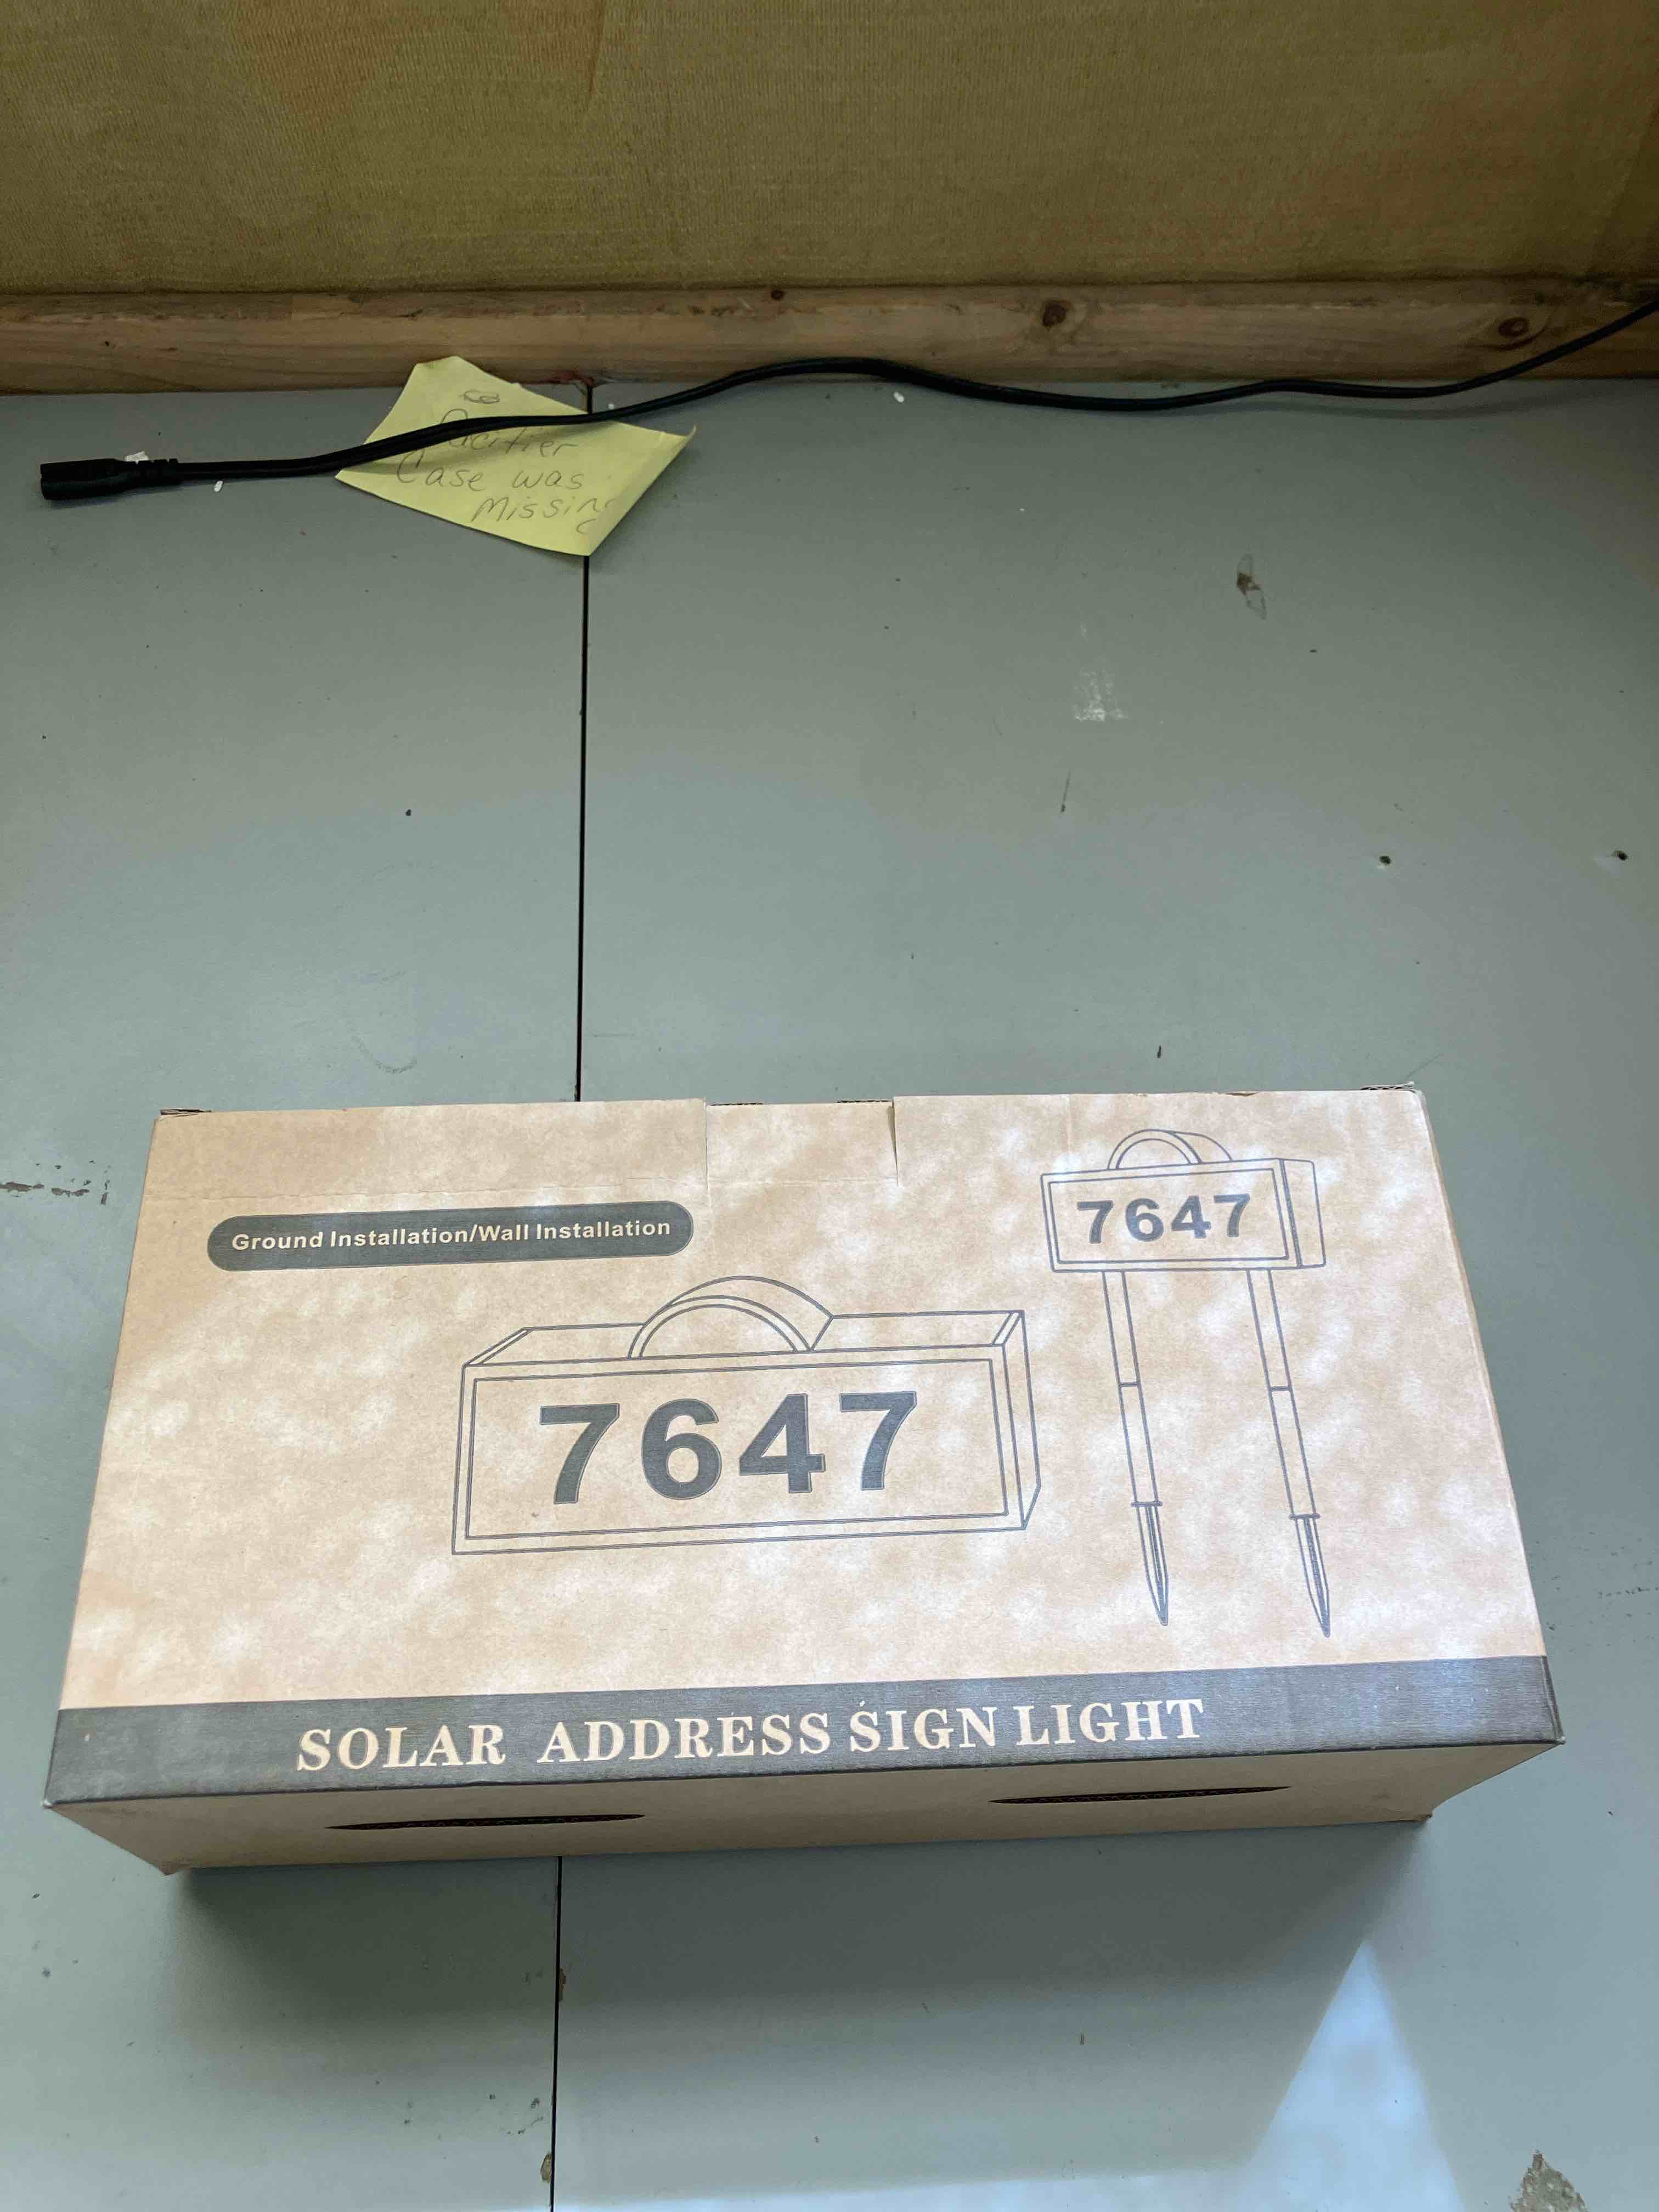 Case was
Missing
Ground Installation/Wall Installation
7647
7647
SOLAR ADDRESS SIGN LIGHT